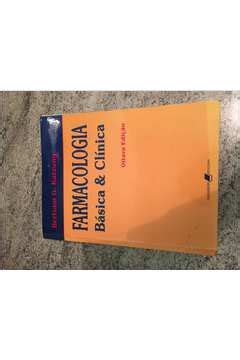 Bertram G. Katzung
FARMACOLOGIA
Básica & Clínica
Oitava Edição